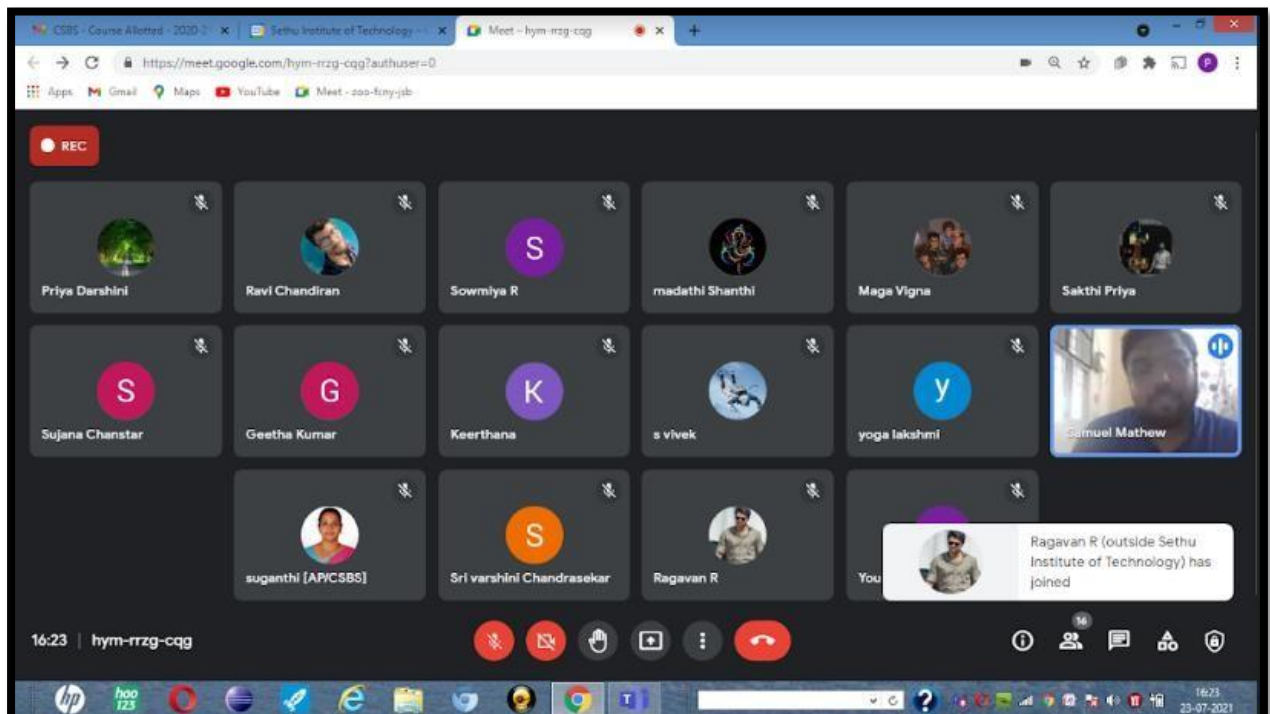 CSBS - Course Allotted - 2020-2
Sethu Institute of Technology -
Meet - hym-rrzg-cqg
https://meet.google.com/hym-rrzg-cqg?authuser=0
P
Apps Gmail Maps YouTube Meet - zoo-fcny-jsb
REC
Priya Darshini Ravi Chandiran Sowmiya R madathi Shanthi Maga Vigna Sakthi Priya
S
S G K y
Sujana Chanstar Geetha Kumar Keerthana s vivek yoga lakshmi Samuel Mathew
S
suganthi [AP/CSBS] Sri varshini Chandrasekar Ragavan R You
Ragavan R (outside Sethu
Institute of Technology) has
joined
16:23 | hym-rrzg-cqg
16
hp hao 123
16:23
23-07-2021